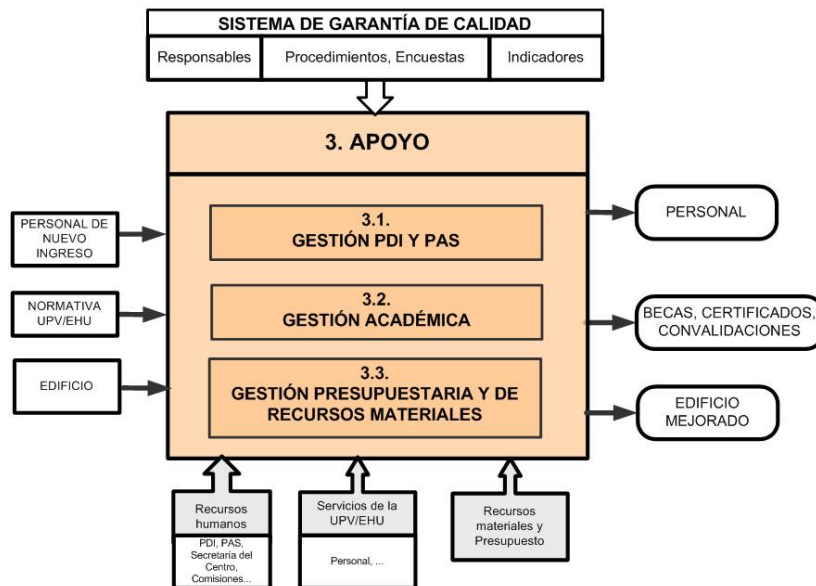 SISTEMA DE GARANTÍA DE CALIDAD
Responsables
Procedimientos, Encuestas
Indicadores
3. APOYO
PERSONAL DE
NUEVO
INGRESO
3.1.
GESTIÓN PDI Y PAS
PERSONAL
NORMATIVA
UPV/EHU
3.2.
GESTIÓN ACADÉMICA
BECAS, CERTIFICADOS,
CONVALIDACIONES
EDIFICIO
3.3.
GESTIÓN PRESUPUESTARIA Y DE
RECURSOS MATERIALES
EDIFICIO
MEJORADO
Recursos
humanos
PDI, PAS,
Secretaría del
Centro,
Comisiones...
Servicios de la
UPV/EHU
Personal, ...
Recursos
materiales y
Presupuesto